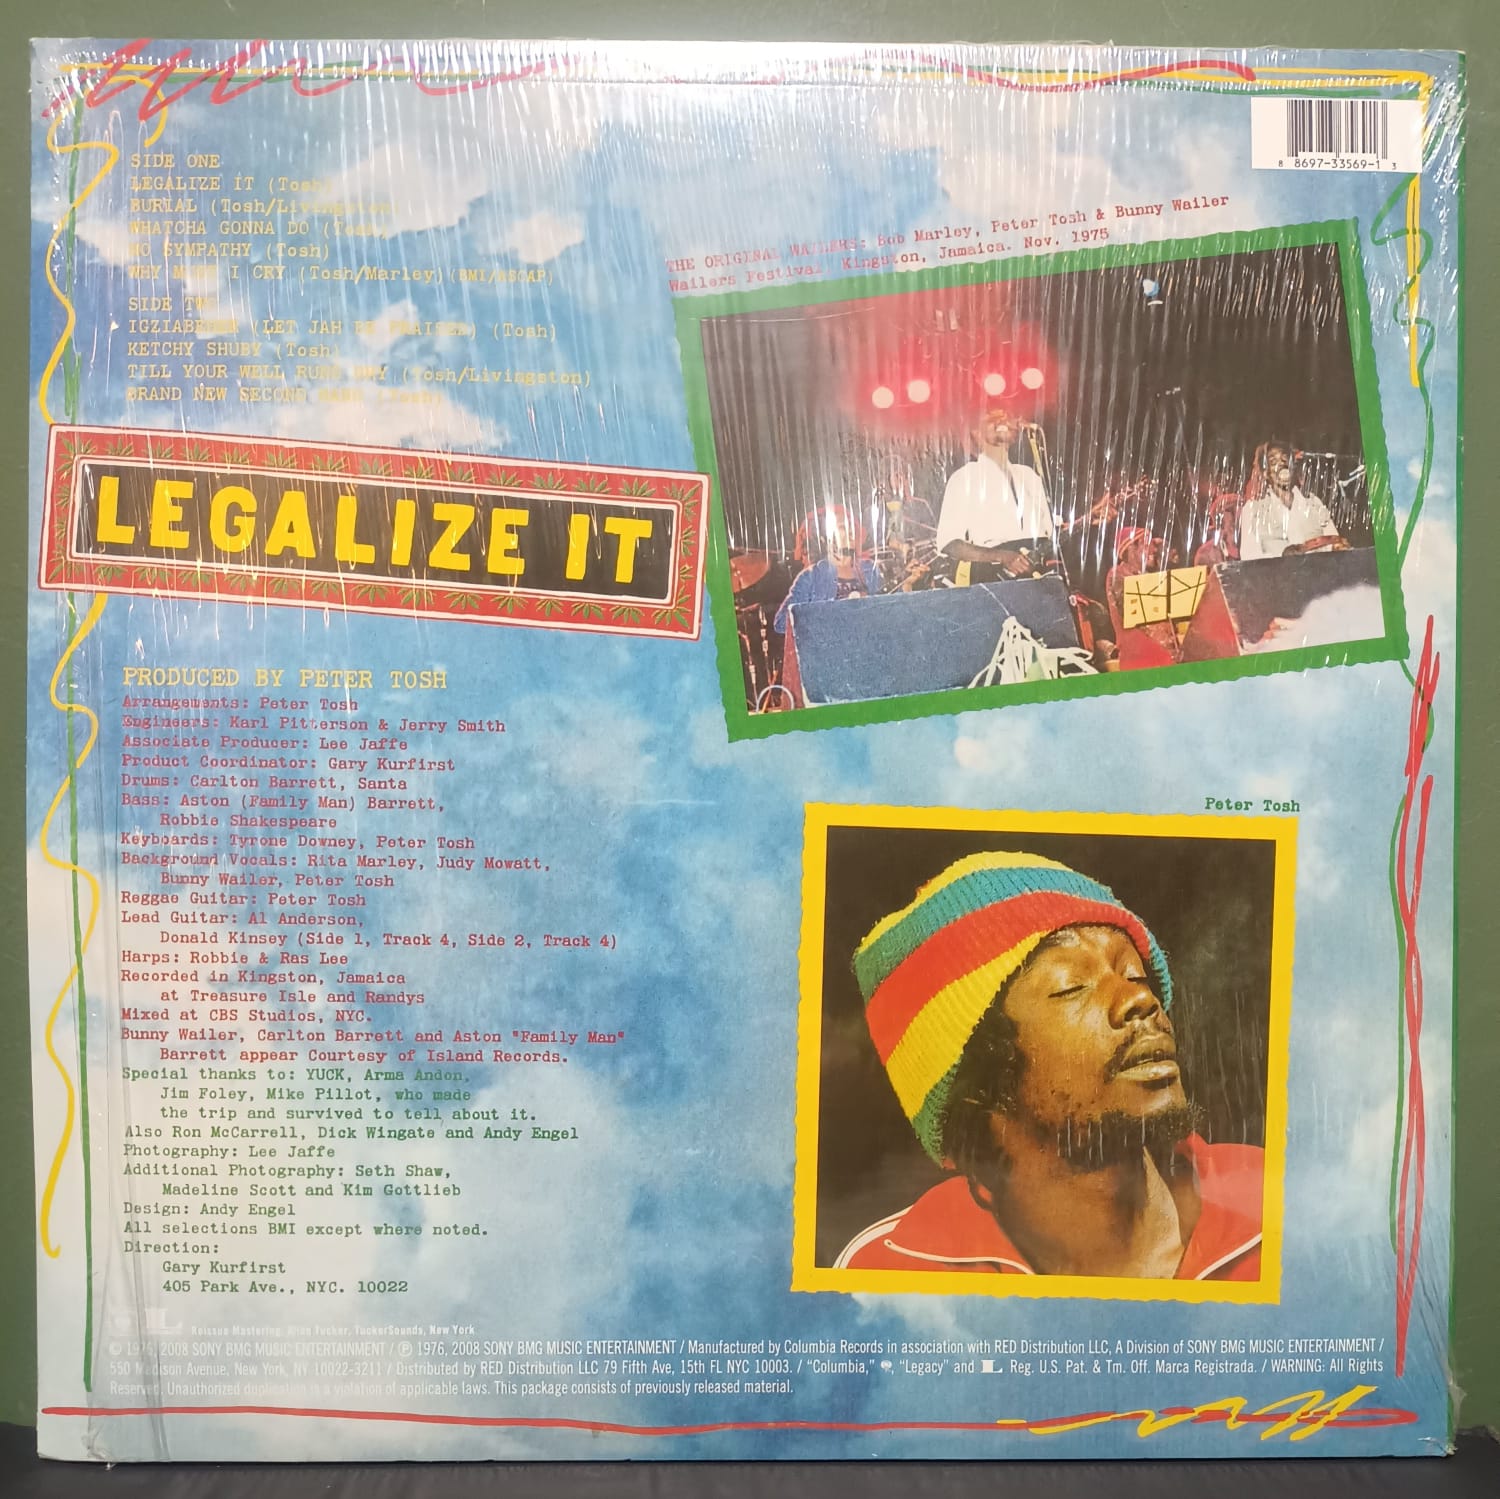 SIDE ONE
LEGALIZE IT (Tosh)
BURIAL (Tosh/Livingston)
WHATCHA GONNA DO (Tosh)
NO SYMPATHY (Tosh)
WHY MUST I CRY (Tosh/Marley)(BMI/ASCAP)
SIDE TWO
IGZIABEHER (LET JAH BE PRAISED) (Tosh)
KETCHY SHUBY (Tosh)
TILL YOUR WELL RUNS DRY (Tosh/Livingston)
BRAND NEW SECOND HAND (Tosh)
8 8697-33569-1 3
THE ORIGINAL WAILERS: Bob Marley, Peter Tosh & Bunny Wailer
Wailers Festival Kingston, Jamaica. Nov. 1975
LEGALIZE IT
PRODUCED BY PETER TOSH
Arrangements: Peter Tosh
Engineers: Karl Pitterson & Jerry Smith
Associate Producer: Lee Jaffe
Product Coordinator: Gary Kurfirst
Drums: Carlton Barrett, Santa
Bass: Aston (Family Man) Barrett,
Robbie Shakespeare
Keyboards: Tyrone Downey, Peter Tosh
Background Vocals: Rita Marley, Judy Mowatt,
Bunny Wailer, Peter Tosh
Reggae Guitar: Peter Tosh
Lead Guitar: Al Anderson,
Donald Kinsey (Side 1, Track 4, Side 2, Track 4)
Harps: Robbie & Ras Lee
Recorded in Kingston, Jamaica
at Treasure Isle and Randys
Mixed at CBS Studios, NYC.
Bunny Wailer, Carlton Barrett and Aston "Family Man"
Barrett appear Courtesy of Island Records.
Special thanks to: YUCK, Arma Andon,
Jim Foley, Mike Pillot, who made
the trip and survived to tell about it.
Also Ron McCarrell, Dick Wingate and Andy Engel
Photography: Lee Jaffe
Additional Photography: Seth Shaw,
Madeline Scott and Kim Gottlieb
Design: Andy Engel
All selections BMI except where noted.
Direction:
Gary Kurfirst
405 Park Ave., NYC. 10022
Peter Tosh
Reissue Mastering: Allan Tucker, TuckerSounds, New York
© 1976, 2008 SONY BMG MUSIC ENTERTAINMENT / ℗ 1976, 2008 SONY BMG MUSIC ENTERTAINMENT / Manufactured by Columbia Records in association with RED Distribution LLC, A Division of SONY BMG MUSIC ENTERTAINMENT /
550 Madison Avenue, New York, NY 10022-3211 / Distributed by RED Distribution LLC 79 Fifth Ave, 15th FL NYC 10003. / "Columbia," , "Legacy" and L Reg. U.S. Pat. & Tm. Off. Marca Registrada. / WARNING: All Rights
Reserved. Unauthorized duplication is a violation of applicable laws. This package consists of previously released material.